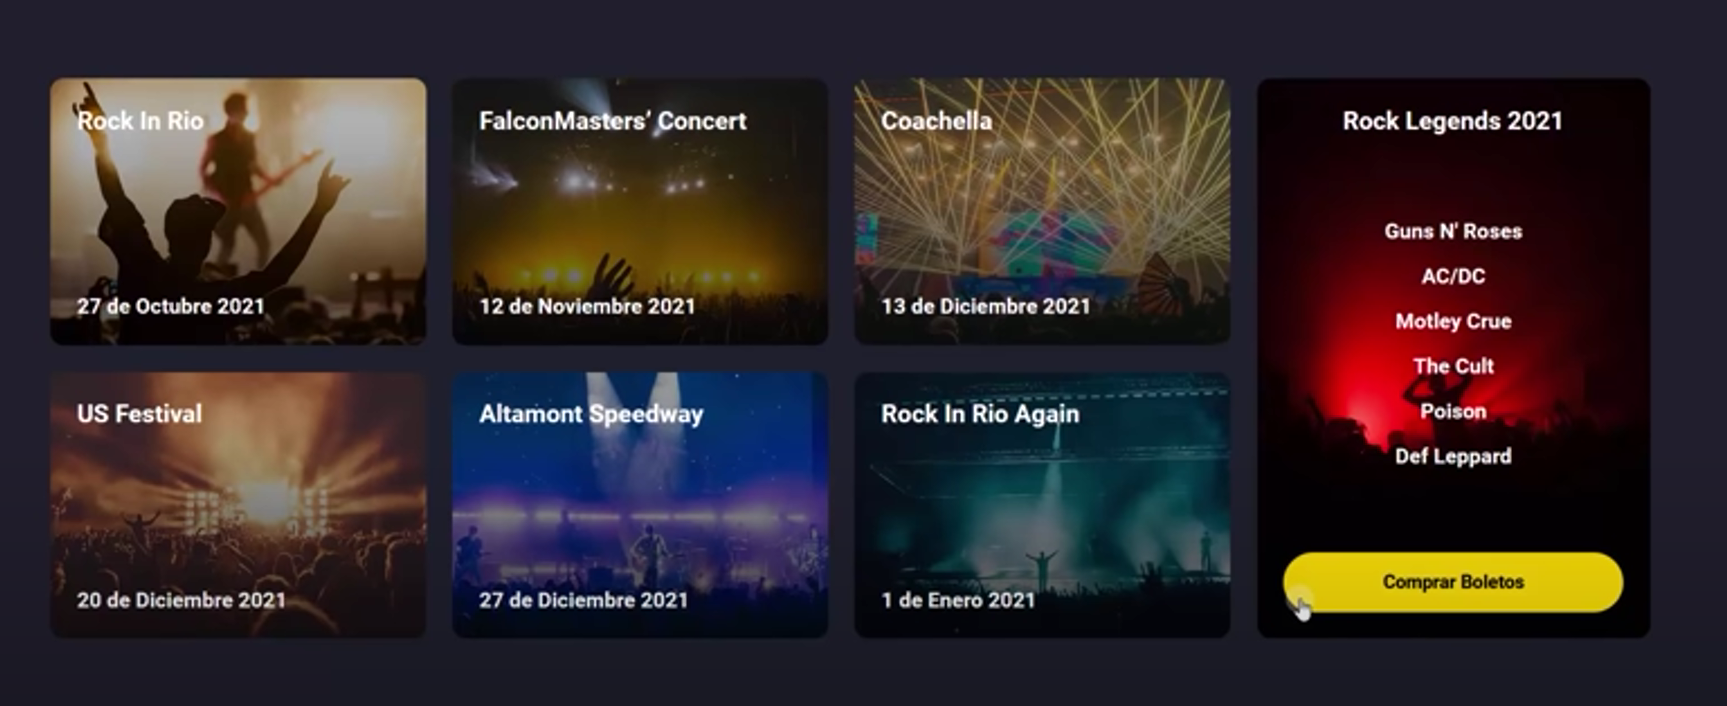 Rock In Rio
27 de Octubre 2021
FalconMasters' Concert
12 de Noviembre 2021
Coachella
13 de Diciembre 2021
US Festival
20 de Diciembre 2021
Altamont Speedway
27 de Diciembre 2021
Rock In Rio Again
1 de Enero 2021
Rock Legends 2021
Guns N' Roses
AC/DC
Motley Crue
The Cult
Poison
Def Leppard
Comprar Boletos